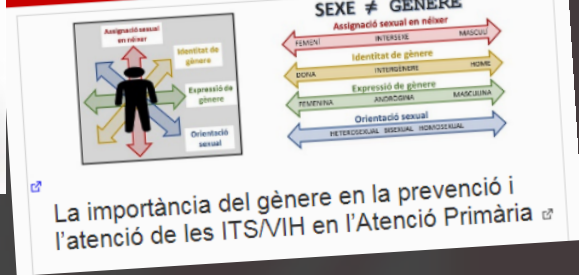 SEXE ≠ GÈNERE
Assignació sexual
en néixer
Identitat de
gènere
Expressió de
gènere
Orientació
sexual
Assignació sexual en néixer
FEMENÍ INTERSEXE MASCULÍ
Identitat de gènere
DONA INTERGÈNERE HOME
Expressió de gènere
FEMENINA ANDRÒGINA MASCULINA
Orientació sexual
HETEROSEXUAL BISEXUAL HOMOSEXUAL
La importància del gènere en la prevenció i
l’atenció de les ITS/VIH en l’Atenció Primària